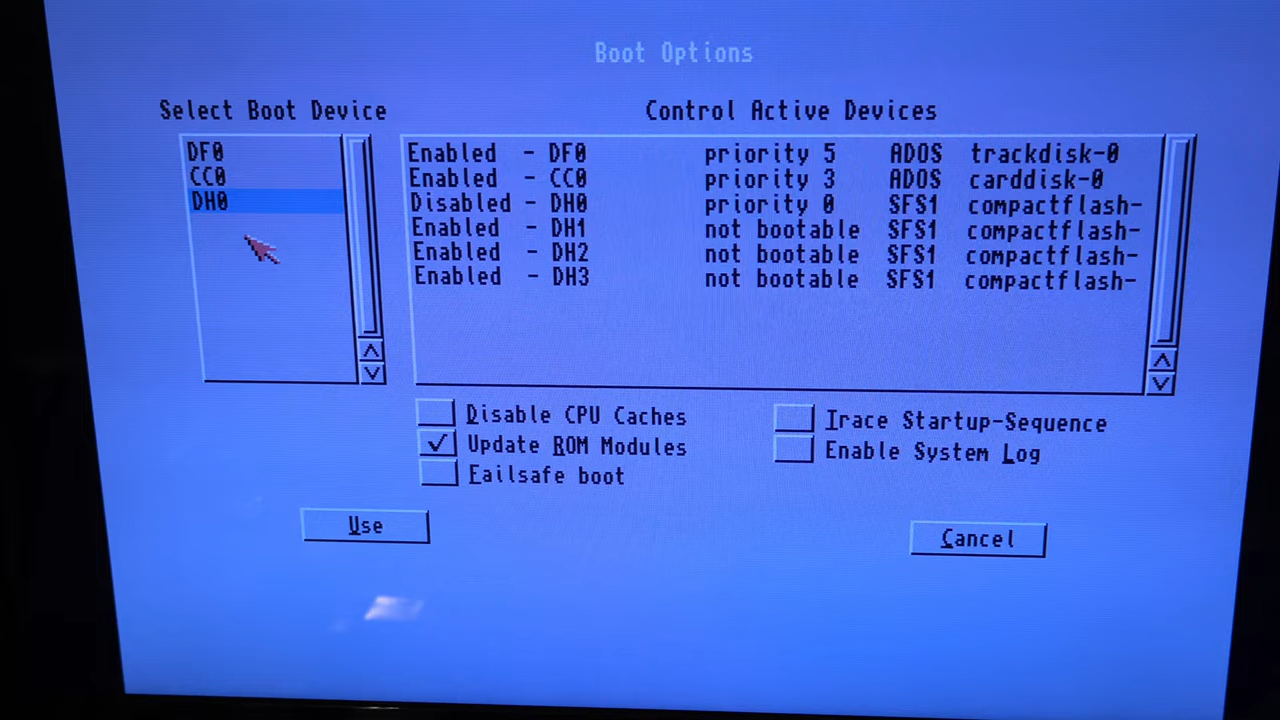 Boot Options
Select Boot Device
Control Active Devices
DF0
CC0
DH0
Enabled - DF0 priority 5 ADOS trackdisk-0
Enabled - CC0 priority 3 ADOS carddisk-0
Disabled - DH0 priority 0 SFS1 compactflash-
Enabled - DH1 not bootable SFS1 compactflash-
Enabled - DH2 not bootable SFS1 compactflash-
Enabled - DH3 not bootable SFS1 compactflash-
Disable CPU Caches
Trace Startup-Sequence
Update ROM Modules
Enable System Log
Failsafe boot
Use
Cancel